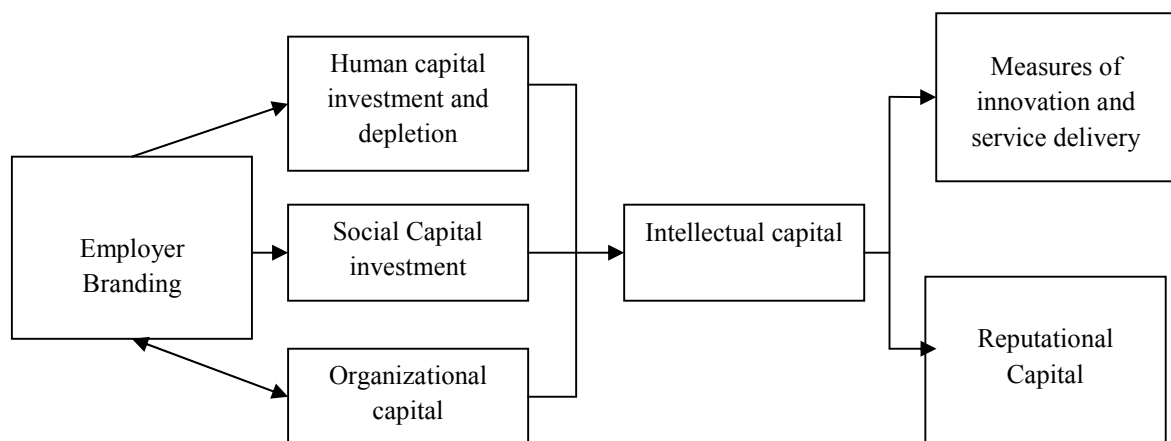 Human capital
investment and
depletion
Measures of
innovation and
service delivery
Employer
Branding
Social Capital
investment
Intellectual capital
Organizational
capital
Reputational
Capital